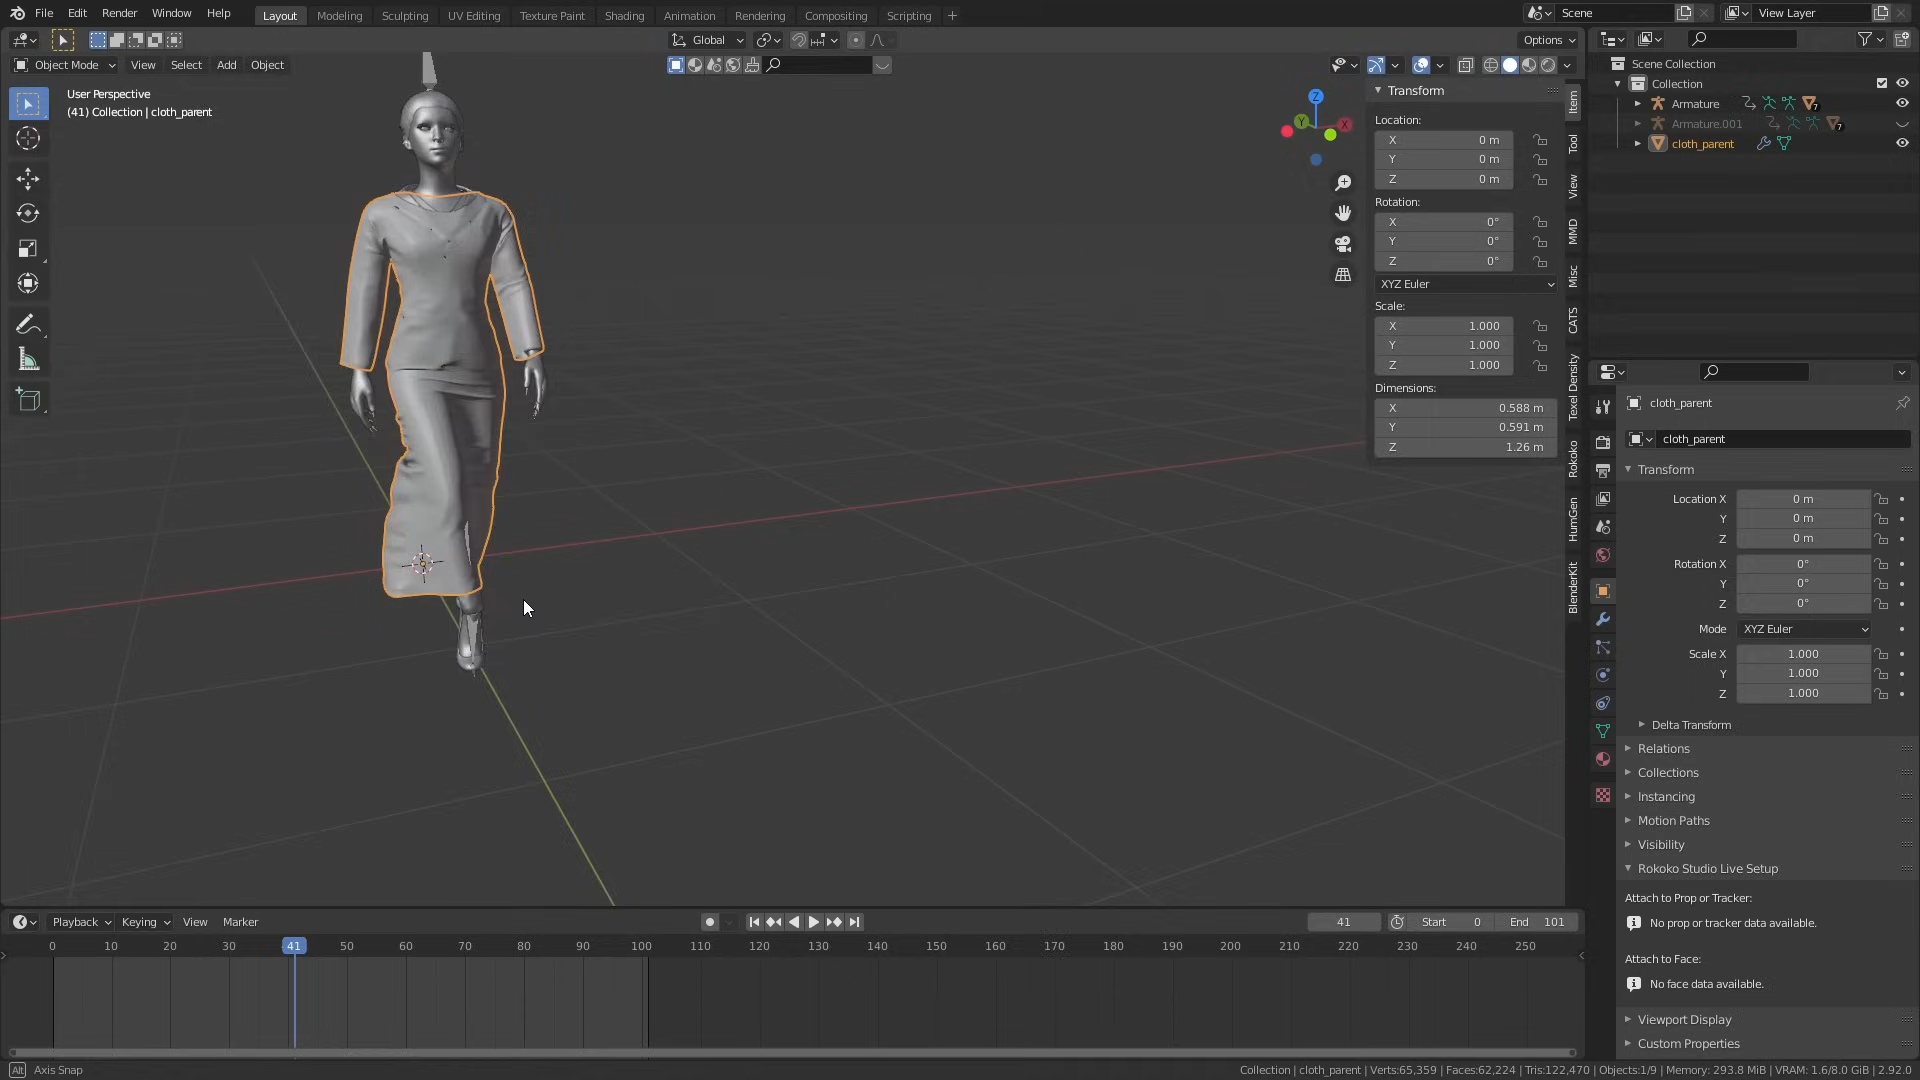 File Edit Render Window Help
Layout Modeling Sculpting UV Editing Texture Paint Shading Animation Rendering Compositing Scripting +
Scene
View Layer
Global
Options
Object Mode View Select Add Object
User Perspective
(41) Collection | cloth_parent
Z
Y
X
Transform
Location:
X 0 m
Y 0 m
Z 0 m
Rotation:
X 0°
Y 0°
Z 0°
XYZ Euler
Scale:
X 1.000
Y 1.000
Z 1.000
Dimensions:
X 0.588 m
Y 0.591 m
Z 1.26 m
Item
Tool
View
MMD
Misc
CATS
Texel Density
Rokoko
HumGen
BlenderKit
Scene Collection
Collection
Armature 7
Armature.001 7
cloth_parent
cloth_parent
cloth_parent
Transform
Location X 0 m
Y 0 m
Z 0 m
Rotation X 0°
Y 0°
Z 0°
Mode XYZ Euler
Scale X 1.000
Y 1.000
Z 1.000
Delta Transform
Relations
Collections
Instancing
Motion Paths
Visibility
Rokoko Studio Live Setup
Attach to Prop or Tracker:
No prop or tracker data available.
Attach to Face:
No face data available.
Viewport Display
Custom Properties
Playback Keying View Marker
41 Start 0 End 101
0 10 20 30 41 50 60 70 80 90 100 110 120 130 140 150 160 170 180 190 200 210 220 230 240 250
Alt Axis Snap
Collection | cloth_parent | Verts:65,359 | Faces:62,224 | Tris:122,470 | Objects:1/9 | Memory: 293.8 MiB | VRAM: 1.6/8.0 GiB | 2.92.0